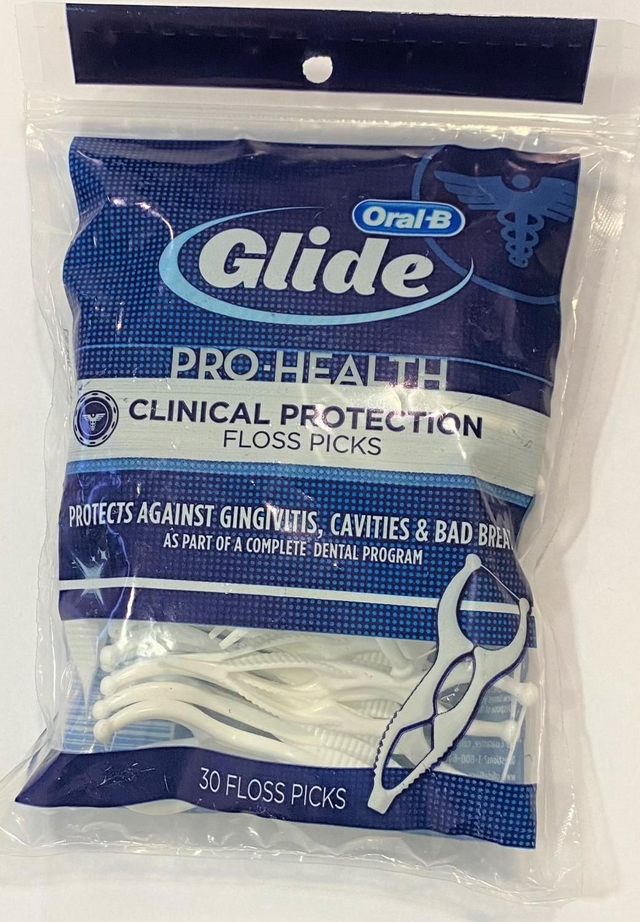 Oral-B
Glide
PRO-HEALTH
CLINICAL PROTECTION
FLOSS PICKS
PROTECTS AGAINST GINGIVITIS, CAVITIES & BAD BREA
AS PART OF A COMPLETE DENTAL PROGRAM
30 FLOSS PICKS